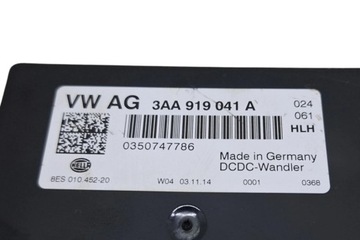 VW AG 3AA 919 041 A 024
061
HLH
0350747786
Made in Germany
DCDC-Wandler
HELLA
8ES 010.452-20 W04 03.11.14 0001 0368